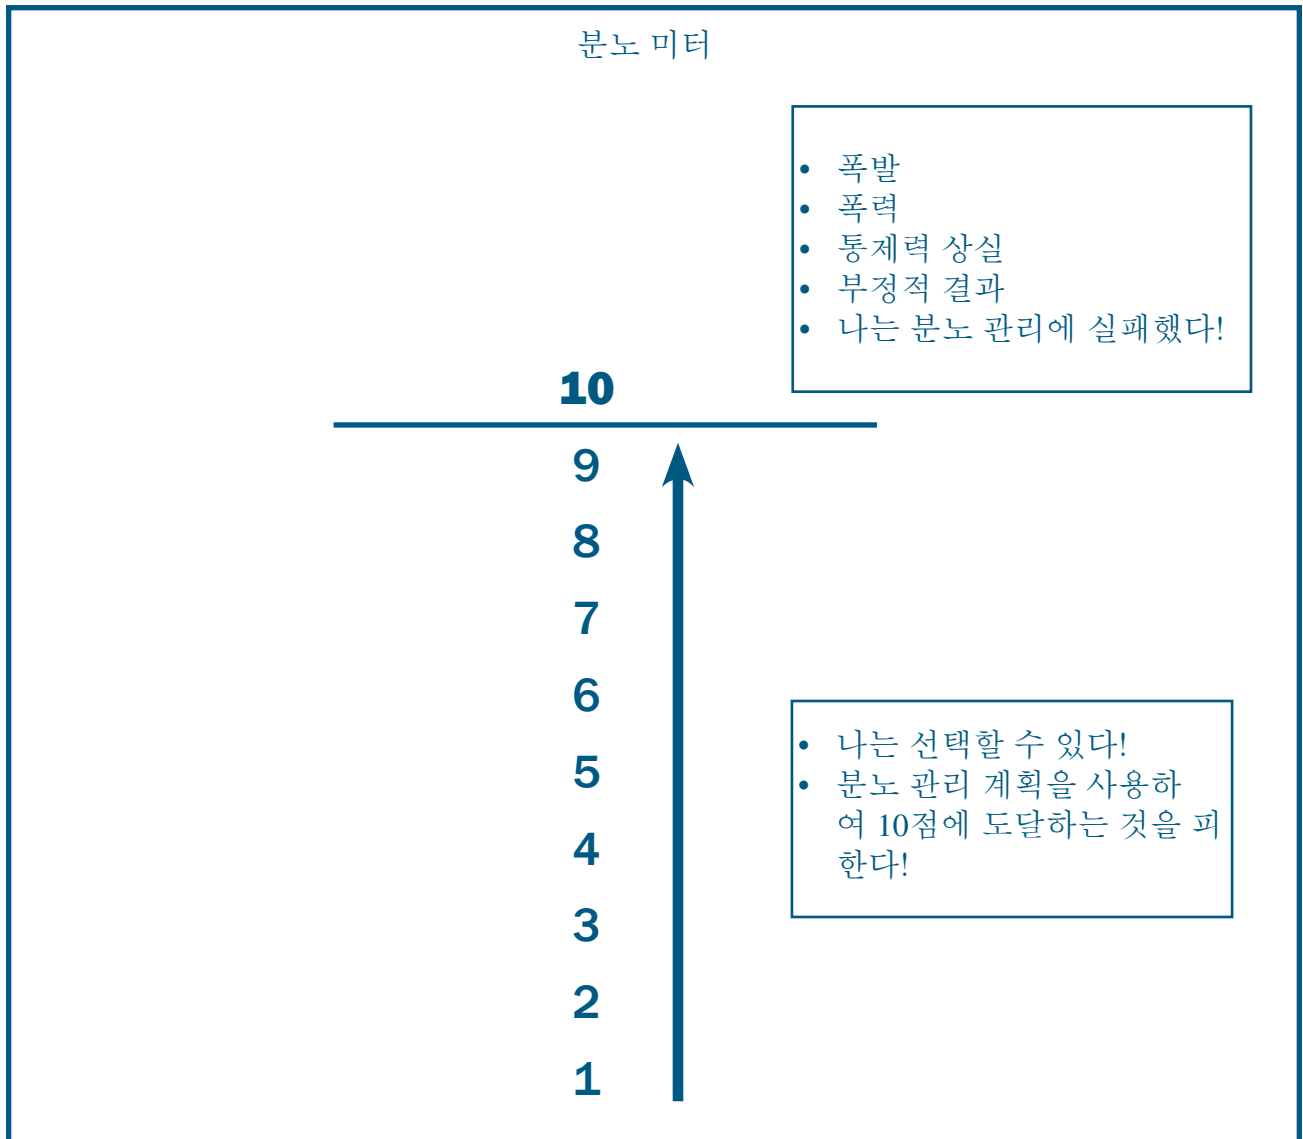 분노 미터
• 폭발
• 폭력
• 통제력 상실
• 부정적 결과
• 나는 분노 관리에 실패했다!
10
9
8
7
6
5
4
3
2
1
• 나는 선택할 수 있다!
• 분노 관리 계획을 사용하
여 10점에 도달하는 것을 피
한다!